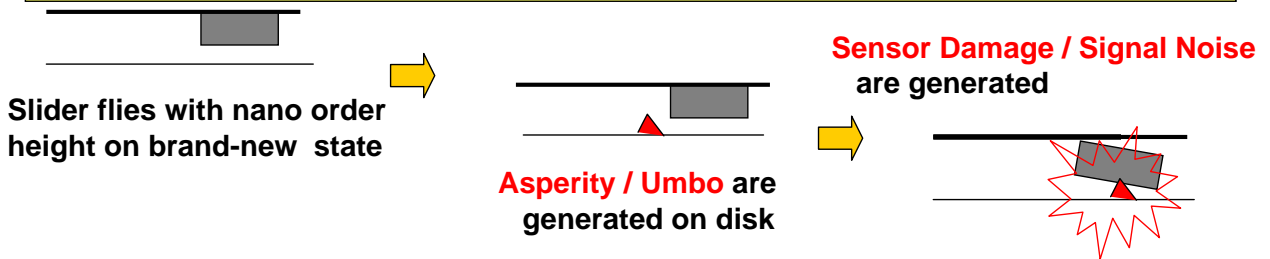 Slider flies with nano order
height on brand-new state
Asperity / Umbo are
generated on disk
Sensor Damage / Signal Noise
are generated